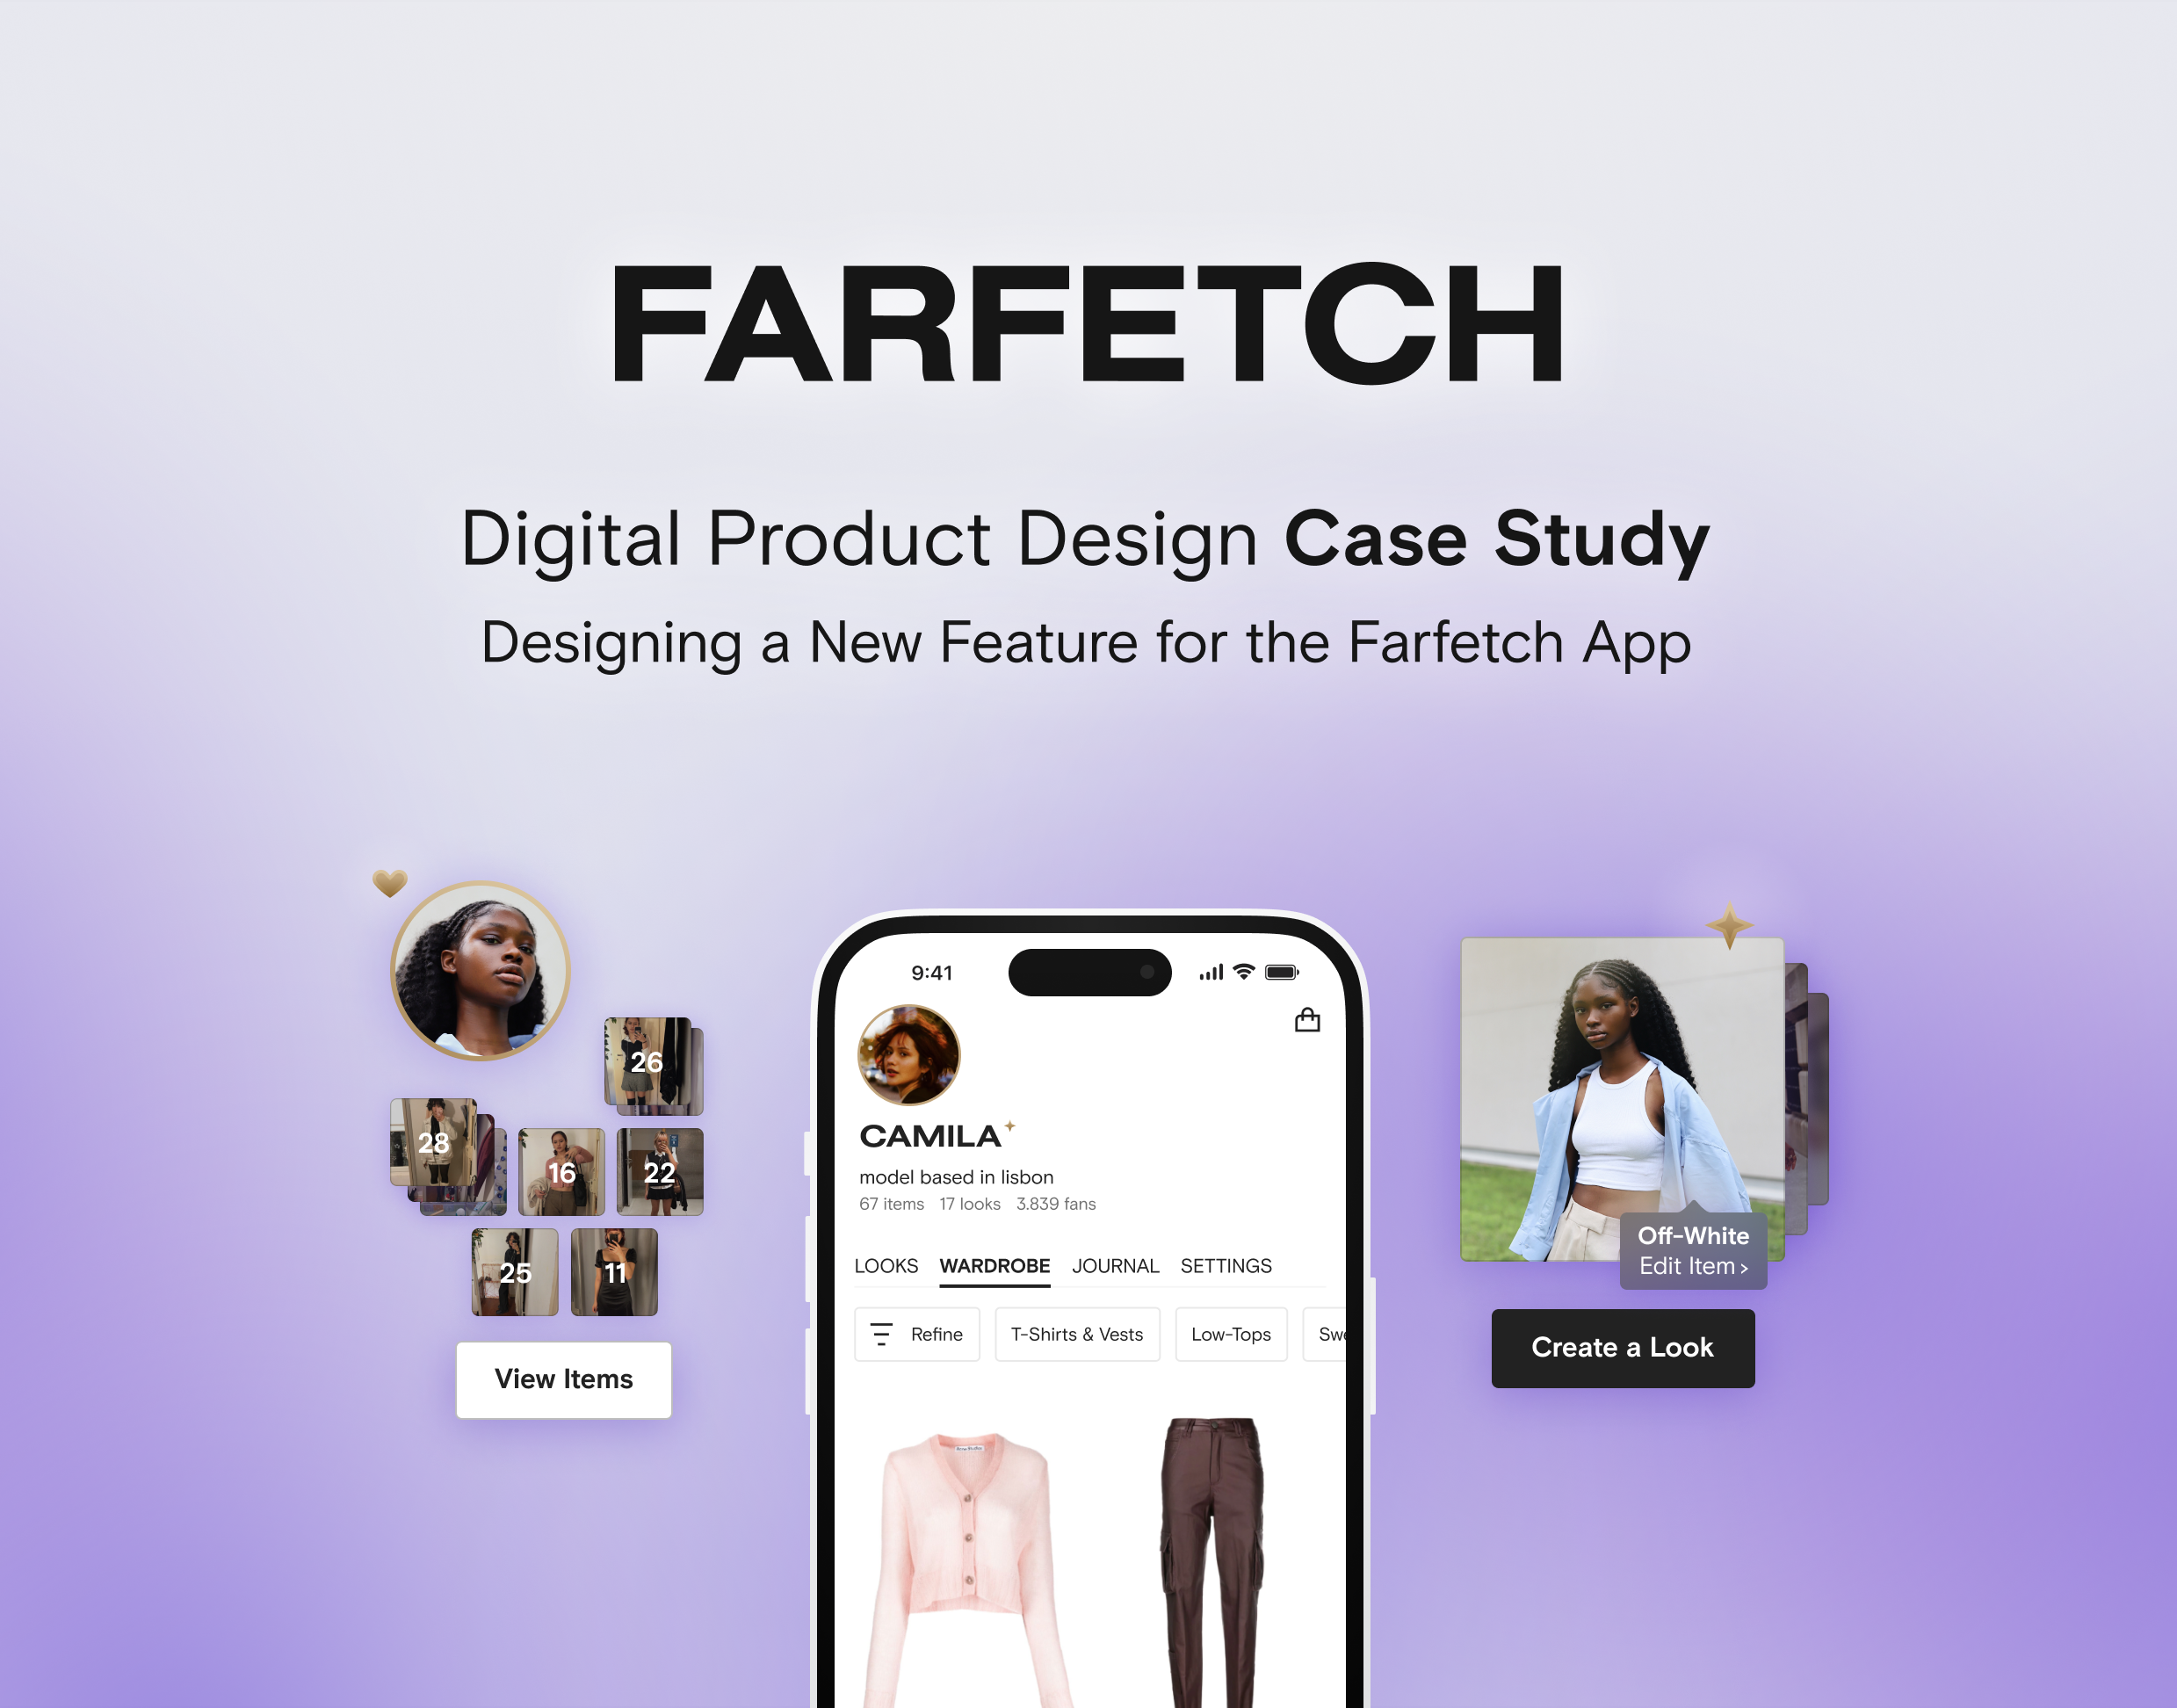 FARFETCH
Digital Product Design Case Study
Designing a New Feature for the Farfetch App
26
28
16
22
25
11
View Items
9:41
CAMILA
model based in lisbon
67 items 17 looks 3.839 fans
LOOKS WARDROBE JOURNAL SETTINGS
Refine T-Shirts & Vests Low-Tops Swe
Off-White
Edit Item ›
Create a Look